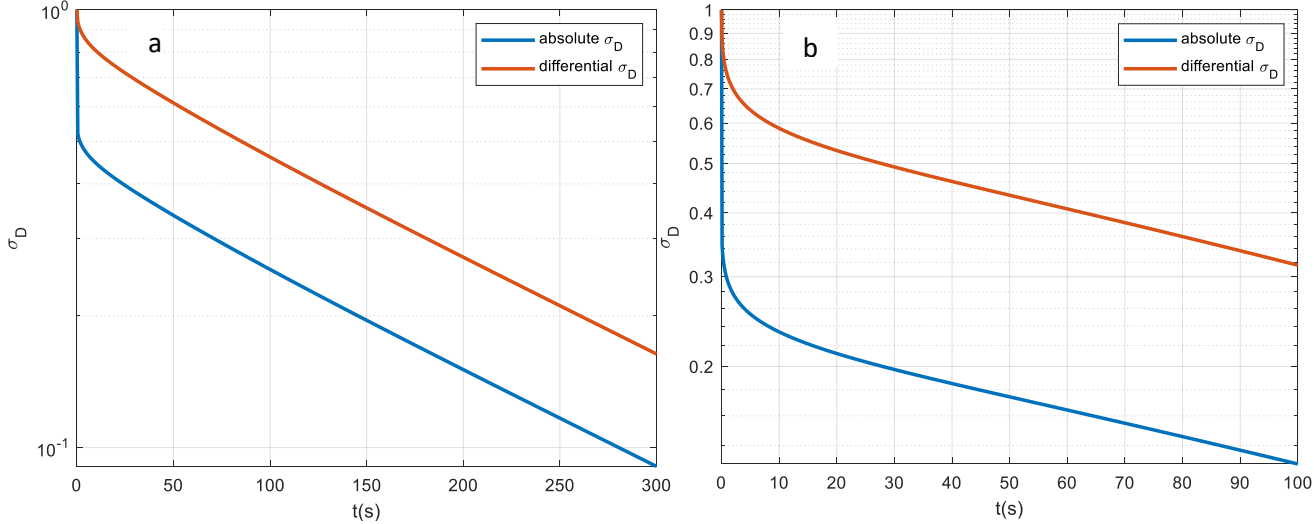 a
absolute σ_D
differential σ_D
10^0
10^-1
σ_D
0 50 100 150 200 250 300
t(s)
b
absolute σ_D
differential σ_D
1
0.9
0.8
0.7
0.6
0.5
0.4
0.3
0.2
σ_D
0 10 20 30 40 50 60 70 80 90 100
t(s)